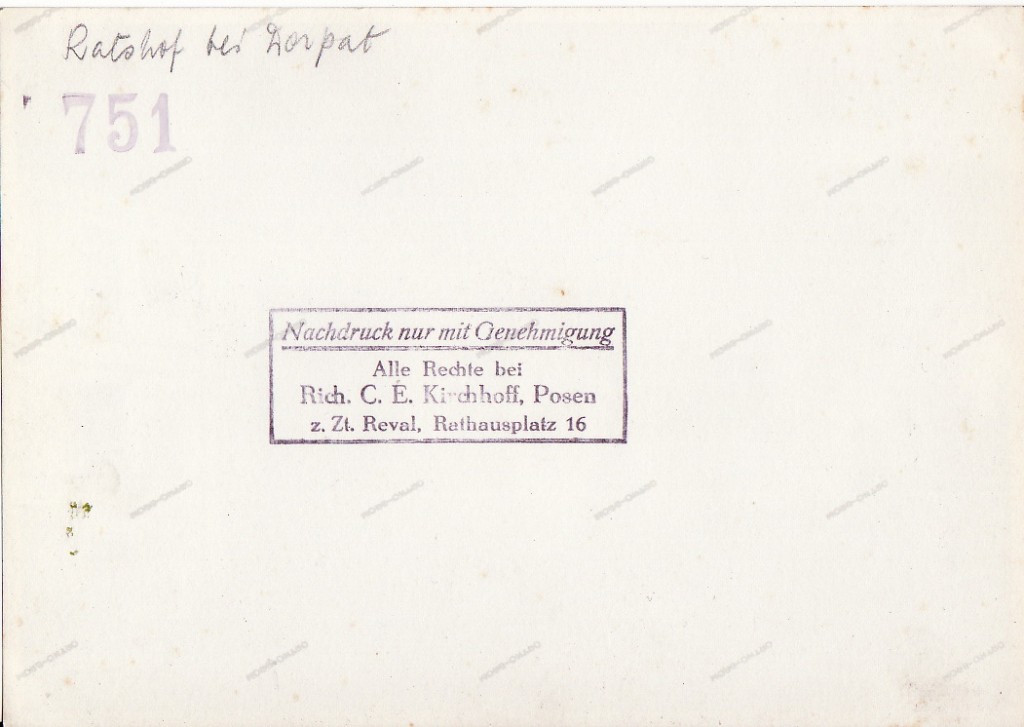 Ratshof bei Dorpat
751
Nachdruck nur mit Genehmigung
Alle Rechte bei
Rich. C. E. Kirchhoff, Posen
z. Zt. Reval, Rathausplatz 16